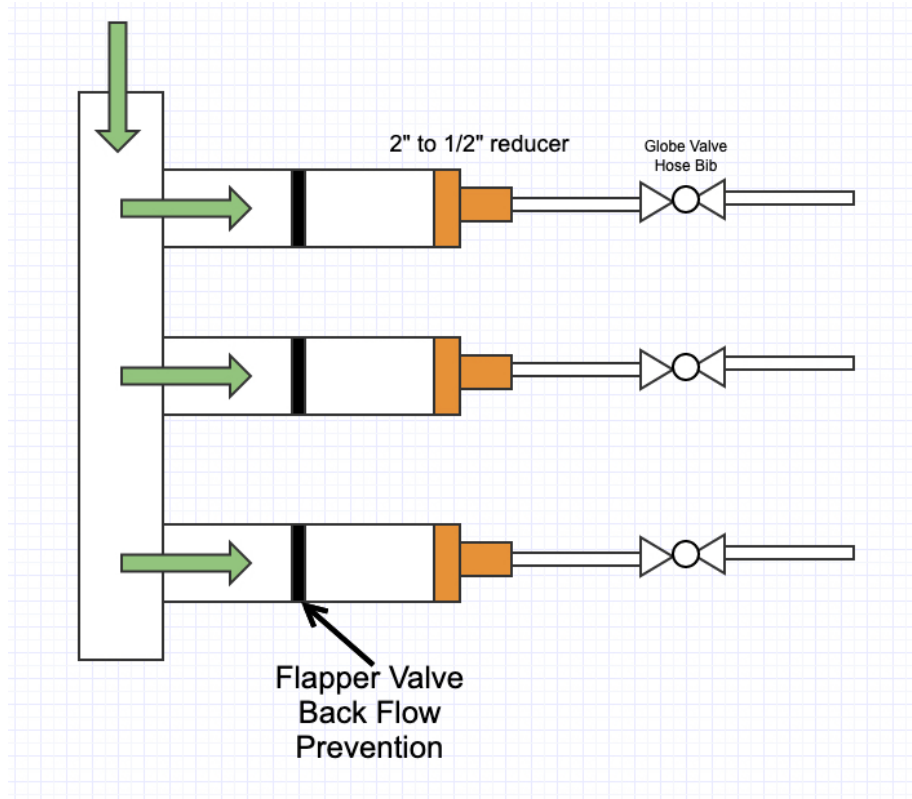 2" to 1/2" reducer
Globe Valve
Hose Bib
Flapper Valve
Back Flow
Prevention